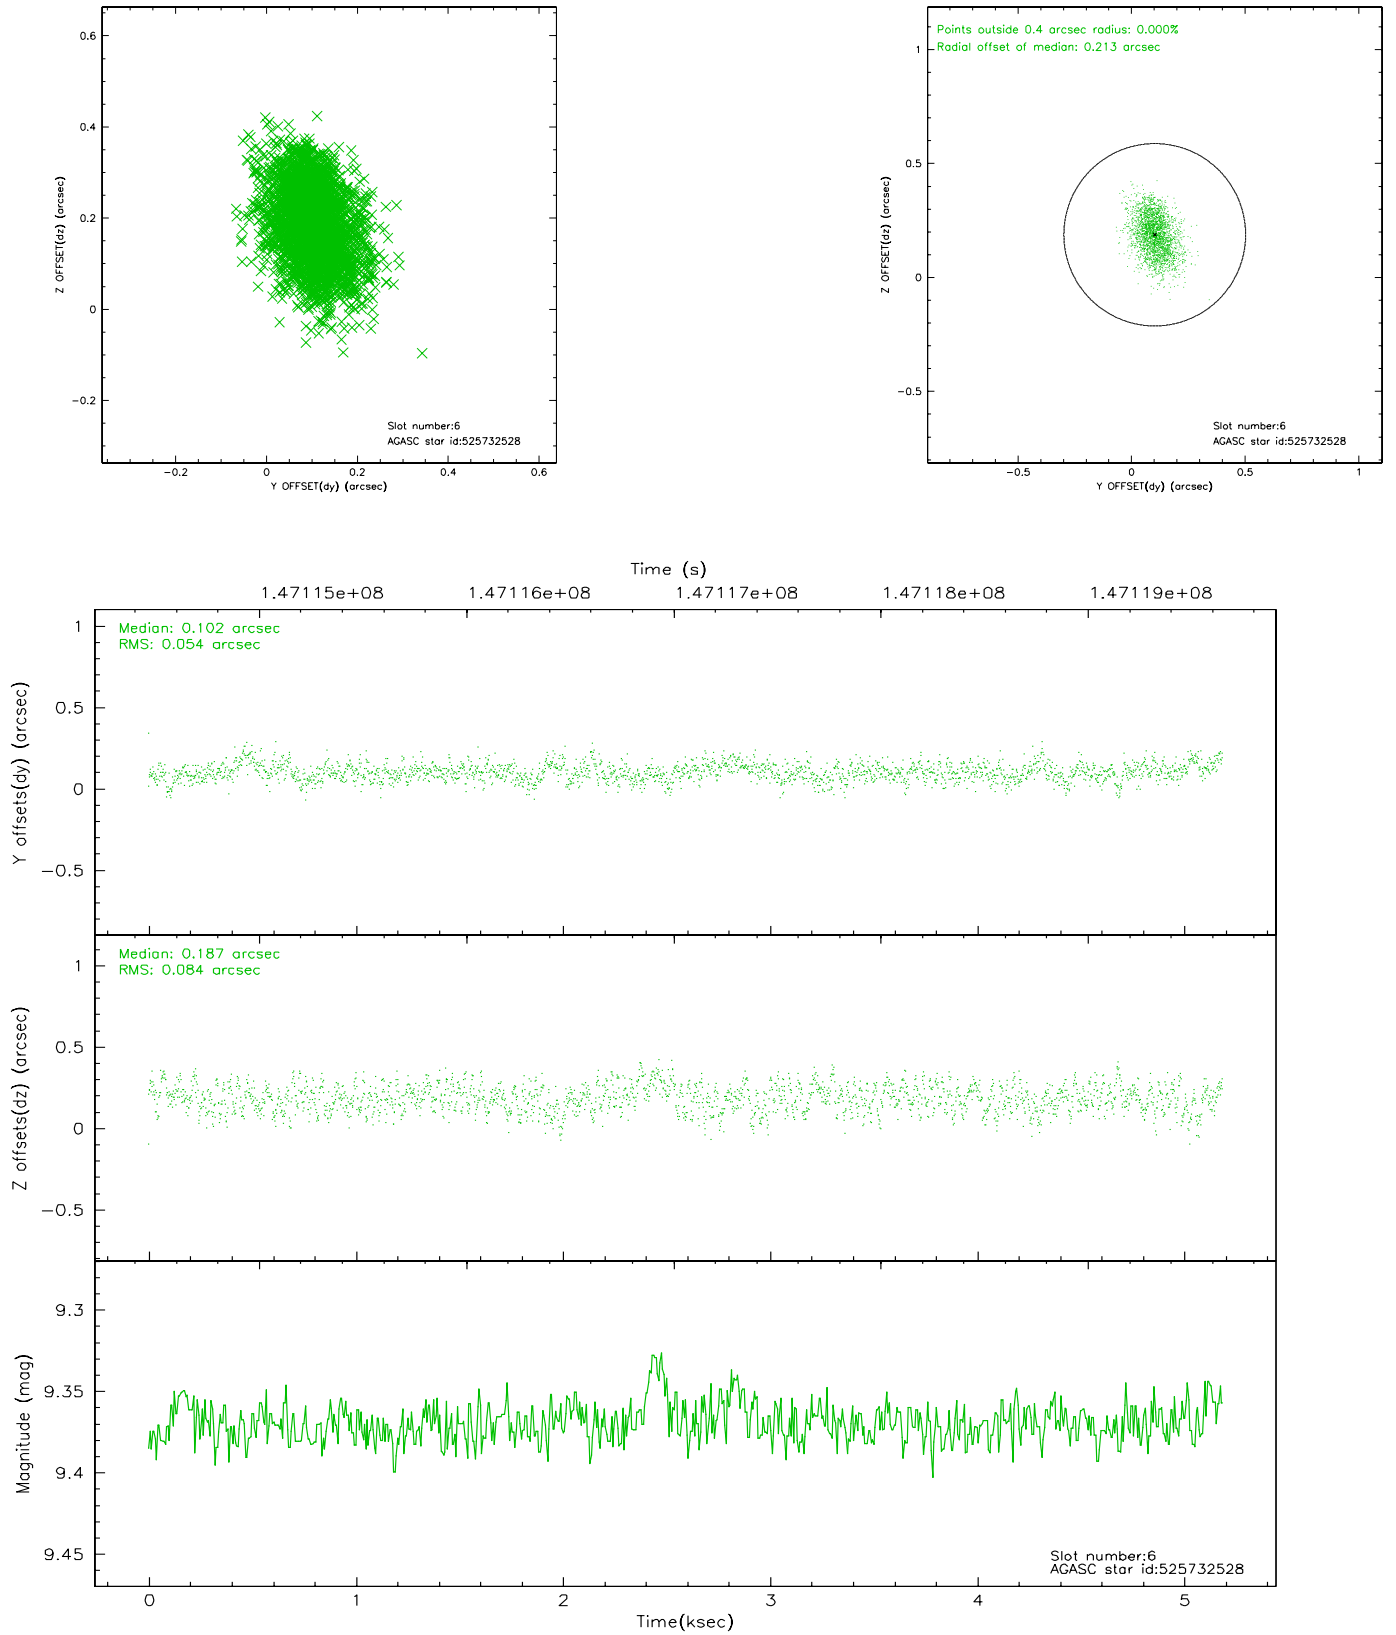 0.6
0.4
0.2
0
−0.2
Z OFFSET(dz) (arcsec)
Slot number:6
AGASC star id:525732528
−0.2 0 0.2 0.4 0.6
Y OFFSET(dy) (arcsec)
Points outside 0.4 arcsec radius: 0.000%
Radial offset of median: 0.213 arcsec
1
0.5
0
−0.5
Z OFFSET(dz) (arcsec)
Slot number:6
AGASC star id:525732528
−0.5 0 0.5 1
Y OFFSET(dy) (arcsec)
Time (s)
1.47115e+08 1.47116e+08 1.47117e+08 1.47118e+08 1.47119e+08
Median: 0.102 arcsec
RMS: 0.054 arcsec
1
0.5
0
−0.5
Y offsets(dy) (arcsec)
Median: 0.187 arcsec
RMS: 0.084 arcsec
1
0.5
0
−0.5
Z offsets(dz) (arcsec)
9.3
9.35
9.4
9.45
Magnitude (mag)
Slot number:6
AGASC star id:525732528
0 1 2 3 4 5
Time(ksec)